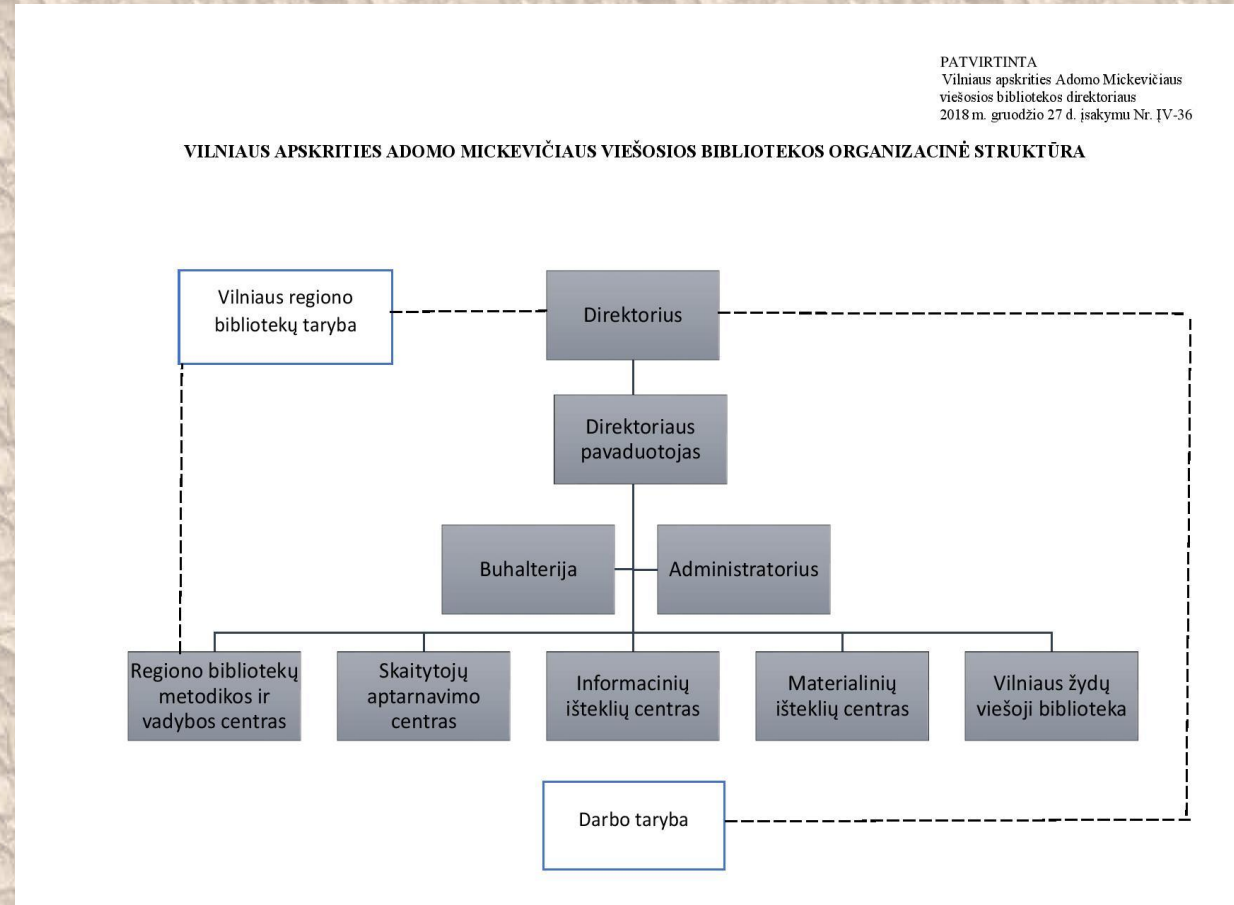 PATVIRTINTA
Vilniaus apskrities Adomo Mickevičiaus
viešosios bibliotekos direktoriaus
2018 m. gruodžio 27 d. įsakymu Nr. ĮV-36
VILNIAUS APSKRITIES ADOMO MICKEVIČIAUS VIEŠOSIOS BIBLIOTEKOS ORGANIZACINĖ STRUKTŪRA
Vilniaus regiono
bibliotekų taryba
Direktorius
Direktoriaus
pavaduotojas
Buhalterija
Administratorius
Regiono bibliotekų
metodikos ir
vadybos centras
Skaitytojų
aptarnavimo
centras
Informacinių
išteklių centras
Materialinių
išteklių centras
Vilniaus žydų
viešoji biblioteka
Darbo taryba